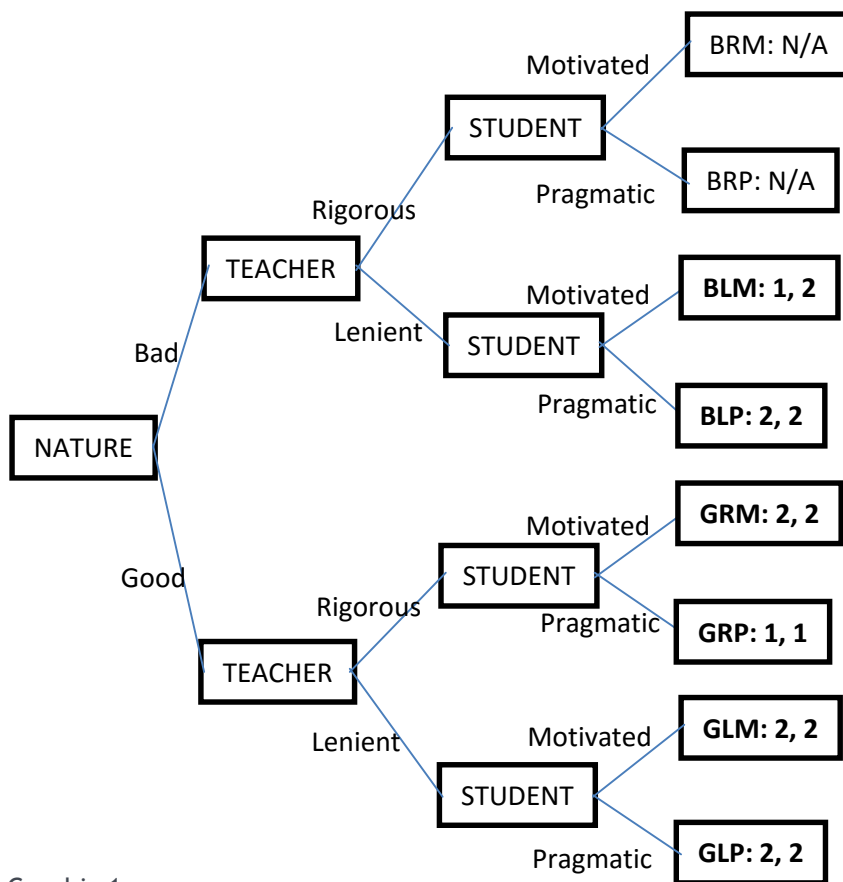 BRM: N/A
Motivated
STUDENT
Pragmatic
BRP: N/A
Rigorous
TEACHER
Motivated
BLM: 1, 2
Lenient
STUDENT
Bad
Pragmatic
BLP: 2, 2
NATURE
Motivated
GRM: 2, 2
Good
STUDENT
Rigorous
Pragmatic
GRP: 1, 1
TEACHER
Motivated
GLM: 2, 2
Lenient
STUDENT
Pragmatic
GLP: 2, 2